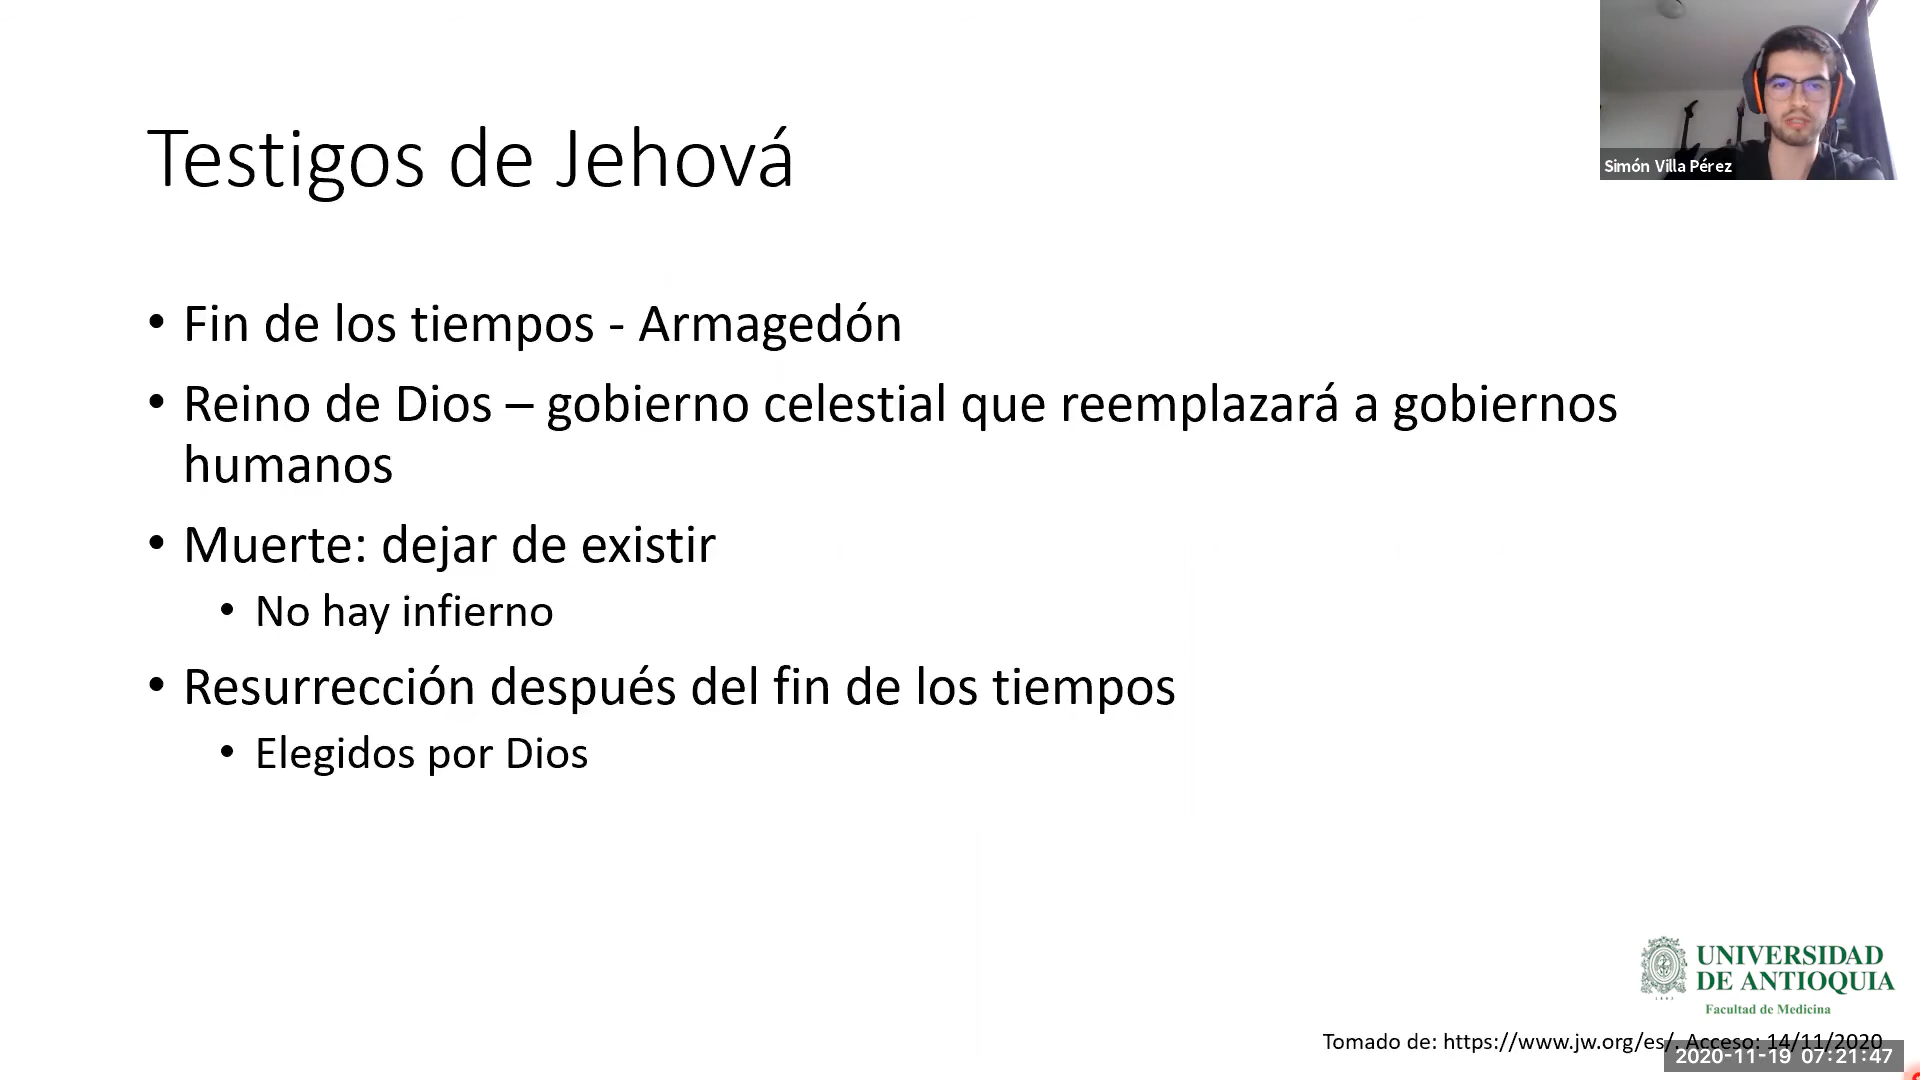 Simón Villa Pérez
Testigos de Jehová
• Fin de los tiempos - Armagedón
• Reino de Dios – gobierno celestial que reemplazará a gobiernos
humanos
• Muerte: dejar de existir
• No hay infierno
• Resurrección después del fin de los tiempos
• Elegidos por Dios
UNIVERSIDAD
DE ANTIOQUIA
1803
Facultad de Medicina
Tomado de: https://www.jw.org/es/. Acceso: 14/11/2020
2020-11-19 07:21:47